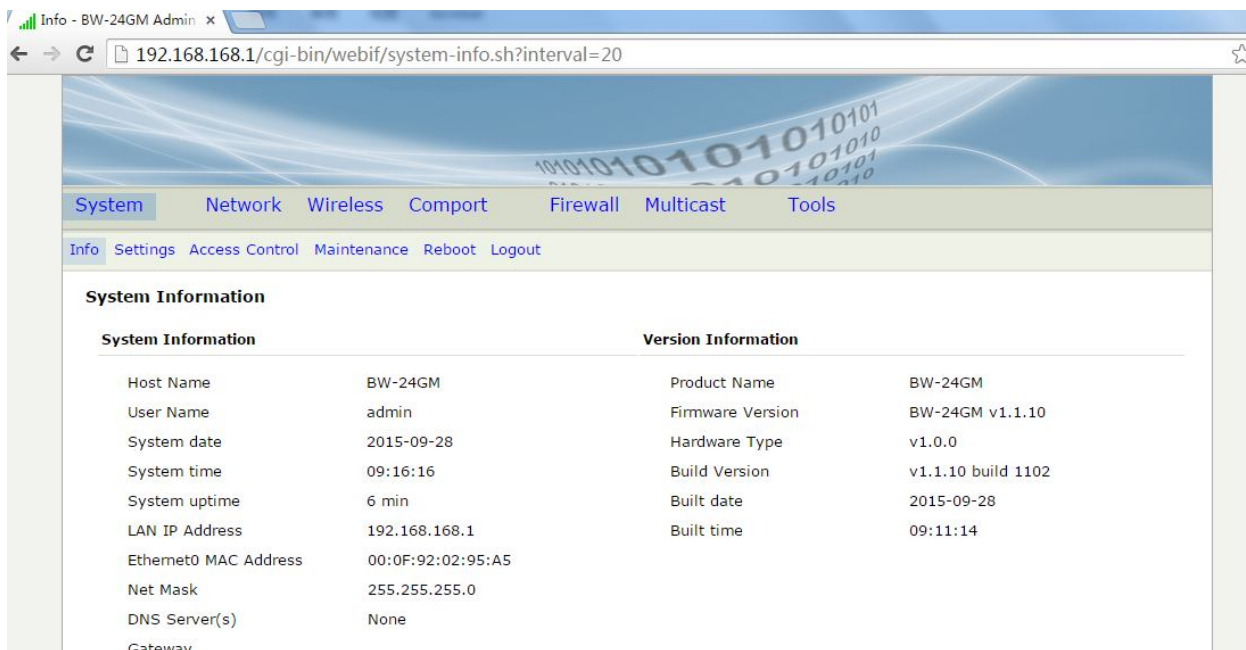 Info - BW-24GM Admin ×
192.168.168.1/cgi-bin/webif/system-info.sh?interval=20
System Network Wireless Comport Firewall Multicast Tools
Info Settings Access Control Maintenance Reboot Logout
System Information
System Information Version Information
Host Name BW-24GM Product Name BW-24GM
User Name admin Firmware Version BW-24GM v1.1.10
System date 2015-09-28 Hardware Type v1.0.0
System time 09:16:16 Build Version v1.1.10 build 1102
System uptime 6 min Built date 2015-09-28
LAN IP Address 192.168.168.1 Built time 09:11:14
Ethernet0 MAC Address 00:0F:92:02:95:A5
Net Mask 255.255.255.0
DNS Server(s) None
Gateway